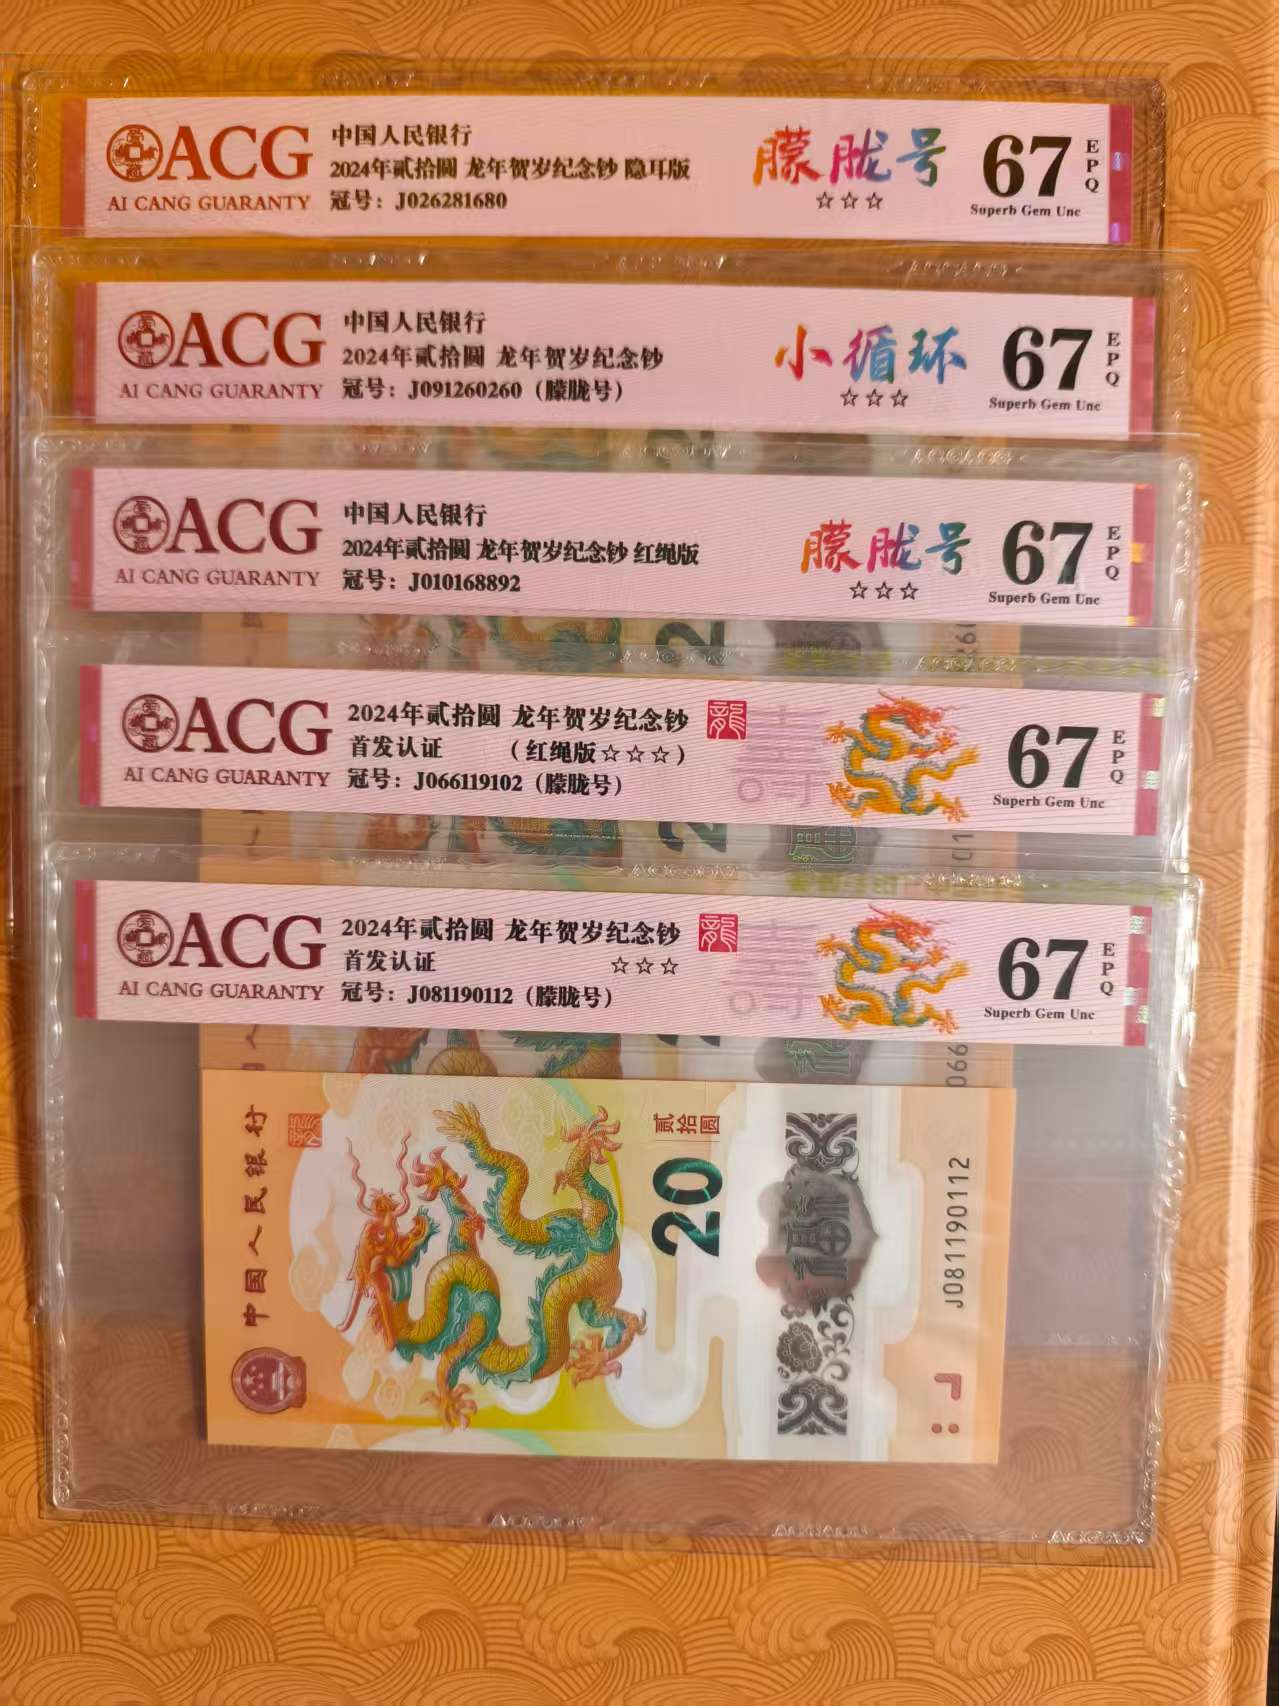 ACG
AI CANG GUARANTY
中国人民银行
2024年贰拾圆 龙年贺岁纪念钞 隐耳版
冠号：J026281680
朦胧号
☆☆☆
67
EPQ
Superb Gem Unc
ACG
AI CANG GUARANTY
中国人民银行
2024年贰拾圆 龙年贺岁纪念钞
冠号：J091260260（朦胧号）
小循环
☆☆☆
67
EPQ
Superb Gem Unc
ACG
AI CANG GUARANTY
中国人民银行
2024年贰拾圆 龙年贺岁纪念钞 红绳版
冠号：J010168892
朦胧号
☆☆☆
67
EPQ
Superb Gem Unc
ACG
AI CANG GUARANTY
2024年贰拾圆 龙年贺岁纪念钞
首发认证 （红绳版☆☆☆）
冠号：J066119102（朦胧号）
67
EPQ
Superb Gem Unc
ACG
AI CANG GUARANTY
2024年贰拾圆 龙年贺岁纪念钞
首发认证 ☆☆☆
冠号：J081190112（朦胧号）
67
EPQ
Superb Gem Unc
中国人民银行
贰拾圆
20
J081190112